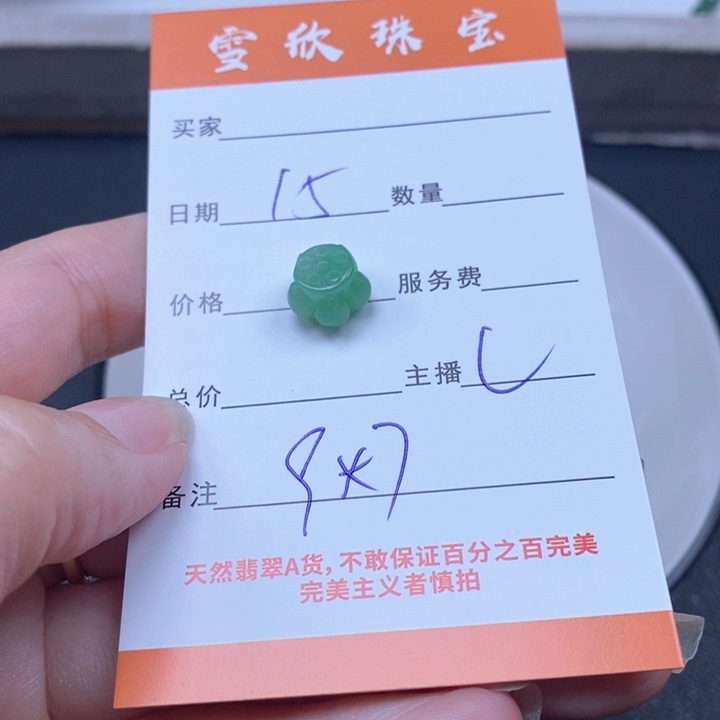 雪欣珠宝
买家
日期 15 数量
价格 服务费
总价 主播 L
备注 9*7
天然翡翠A货,不敢保证百分之百完美
完美主义者慎拍